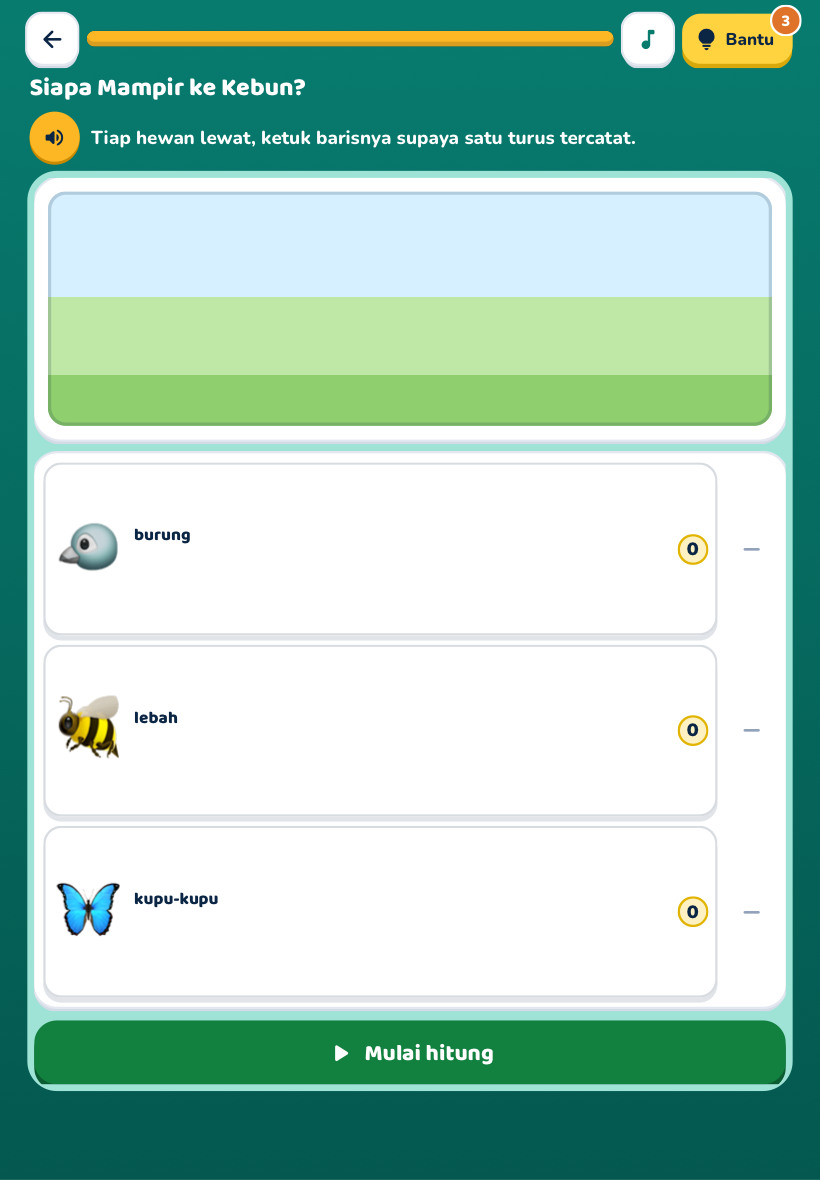 3
Bantu
Siapa Mampir ke Kebun?
Tiap hewan lewat, ketuk barisnya supaya satu turus tercatat.
burung
0
lebah
0
kupu-kupu
0
Mulai hitung